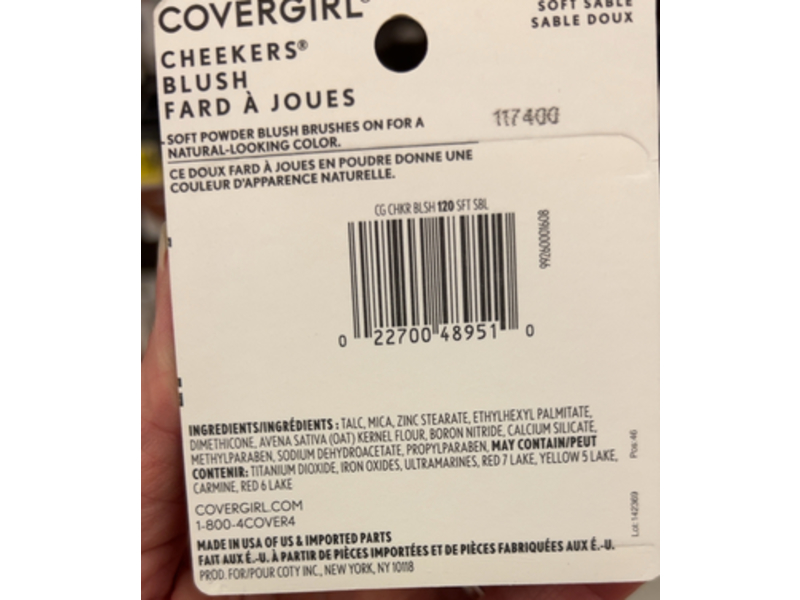 COVERGIRL®
SOFT SABLE
SABLE DOUX
CHEEKERS®
BLUSH
FARD À JOUES
117400
SOFT POWDER BLUSH BRUSHES ON FOR A
NATURAL-LOOKING COLOR.
CE DOUX FARD À JOUES EN POUDRE DONNE UNE
COULEUR D'APPARENCE NATURELLE.
CG CHKR BLSH 120 SFT SBL
99260001608
0 22700 48951 0
INGREDIENTS/INGRÉDIENTS : TALC, MICA, ZINC STEARATE, ETHYLHEXYL PALMITATE,
DIMETHICONE, AVENA SATIVA (OAT) KERNEL FLOUR, BORON NITRIDE, CALCIUM SILICATE,
METHYLPARABEN, SODIUM DEHYDROACETATE, PROPYLPARABEN, MAY CONTAIN/PEUT
CONTENIR: TITANIUM DIOXIDE, IRON OXIDES, ULTRAMARINES, RED 7 LAKE, YELLOW 5 LAKE,
CARMINE, RED 6 LAKE
Pos:46
Lot: 142369
COVERGIRL.COM
1-800-4COVER4
MADE IN USA OF US & IMPORTED PARTS
FAIT AUX É.-U. À PARTIR DE PIÈCES IMPORTÉES ET DE PIÈCES FABRIQUÉES AUX É.-U.
PROD. FOR/POUR COTY INC., NEW YORK, NY 10118